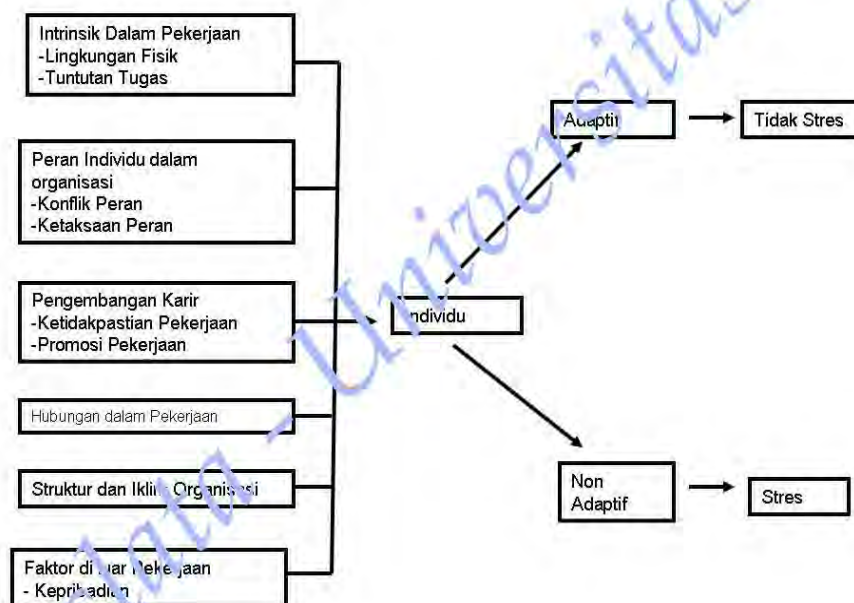 Intrinsik Dalam Pekerjaan
-Lingkungan Fisik
-Tuntutan Tugas
Peran Individu dalam
organisasi
-Konflik Peran
-Ketaksaan Peran
Pengembangan Karir
-Ketidakpastian Pekerjaan
-Promosi Pekerjaan
Hubungan dalam Pekerjaan
Struktur dan Iklim Organisasi
Faktor di luar Pekerjaan
- Kepribadian
Individu
Adaptif
Tidak Stres
Non
Adaptif
Stres
- Universitas